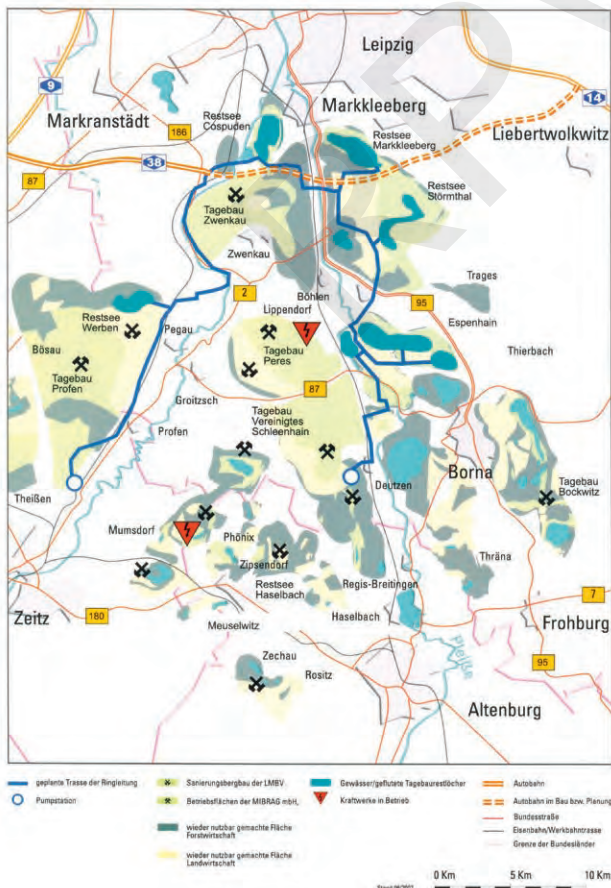 Leipzig
9
14
Markranstädt
Restsee
Cospuden
Markkleeberg
186
Restsee
Markkleeberg
Liebertwolkwitz
38
87
Restsee
Störmthal
Tagebau
Zwenkau
Zwenkau
Trages
2
Böhlen
95
Lippendorf
Espenhain
Restsee
Werben
Pegau
Bösau
Tagebau
Peres
Thierbach
Tagebau
Profen
87
Groitzsch
Tagebau
Vereinigtes
Schleenhain
Profen
Borna
Tagebau
Bockwitz
Theißen
Deutzen
Mumsdorf
Phönix
Thräna
Zipsendorf
Restsee
Haselbach
Regis-Breitingen
7
Zeitz
180
Haselbach
Frohburg
Meuselwitz
Pleiße
Zechau
95
Rositz
Altenburg
geplante Trasse der Ringleitung
Pumpstation
Sanierungsbergbau der LMBV
Betriebsflächen der MIBRAG mbH,
wieder nutzbar gemachte Fläche
Forstwirtschaft
wieder nutzbar gemachte Fläche
Landwirtschaft
Gewässer/geflutete Tagebaurestlöcher
Kraftwerke in Betrieb
Autobahn
Autobahn im Bau bzw. Planung
Bundesstraße
Eisenbahn/Werkbahntrasse
Grenze der Bundesländer
0 Km 5 Km 10 Km